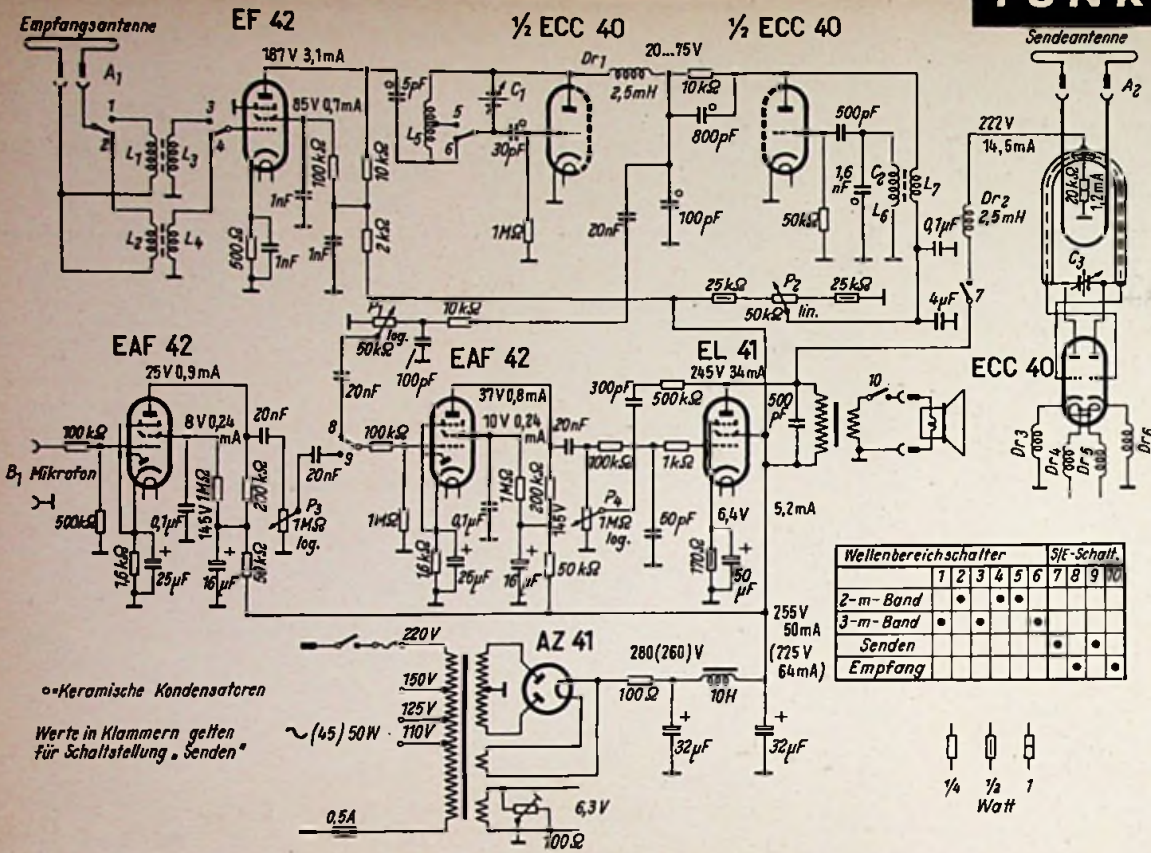 FUNK
Empfangsantenne
EF 42
½ ECC 40
½ ECC 40
Sendeantenne
A1
A2
187V 3,1mA
85V 0,7mA
20...75V
Dr1
2,5mH
10kΩ
800pF
500pF
222V
14,5mA
1
2
3
4
L1
L3
L2
L4
5pF
L5
5
6
C1
30pF
100kΩ
10kΩ
1nF
500Ω
1nF
1nF
2kΩ
1MΩ
20nF
100pF
50kΩ
1,6
nF
C2
L6
L7
0,1µF
4µF
Dr2
2,5mH
7
20kΩ
1,2mA
C3
ECC 40
Dr3
Dr4
Dr5
Dr6
25kΩ
P2
25kΩ
50kΩ
lin.
P1
10kΩ
50kΩ
log.
100pF
20nF
EAF 42
25V 0,9mA
8V 0,24
mA
100kΩ
B1 Mikrofon
500kΩ
1,6kΩ
25µF
0,1µF
1MΩ
145V
16µF
200kΩ
50kΩ
20nF
P3
1MΩ
log.
20nF
8
9
EAF 42
37V 0,8mA
10V 0,24
mA
100kΩ
1MΩ
1,6kΩ
25µF
0,1µF
1MΩ
16µF
200kΩ
145V
50kΩ
20nF
100kΩ
P4
1MΩ
log.
50pF
1kΩ
300pF
500kΩ
EL 41
245V 34mA
6,4V
170Ω
50
µF
500
pF
10
5,2mA
255V
50mA
(225V
64mA)
Wellenbereichschalter S/E-Schalt.
1 2 3 4 5 6 7 8 9 10
2-m-Band • • •
3-m-Band • • •
Senden • •
Empfang • •
o=Keramische Kondensatoren
Werte in Klammern gelten
für Schaltstellung „Senden"
220V
150V
125V
110V
~(45) 50W
0,5A
AZ 41
280(260)V
100Ω
10H
32µF
32µF
6,3V
100Ω
1/4 1/2 1
Watt